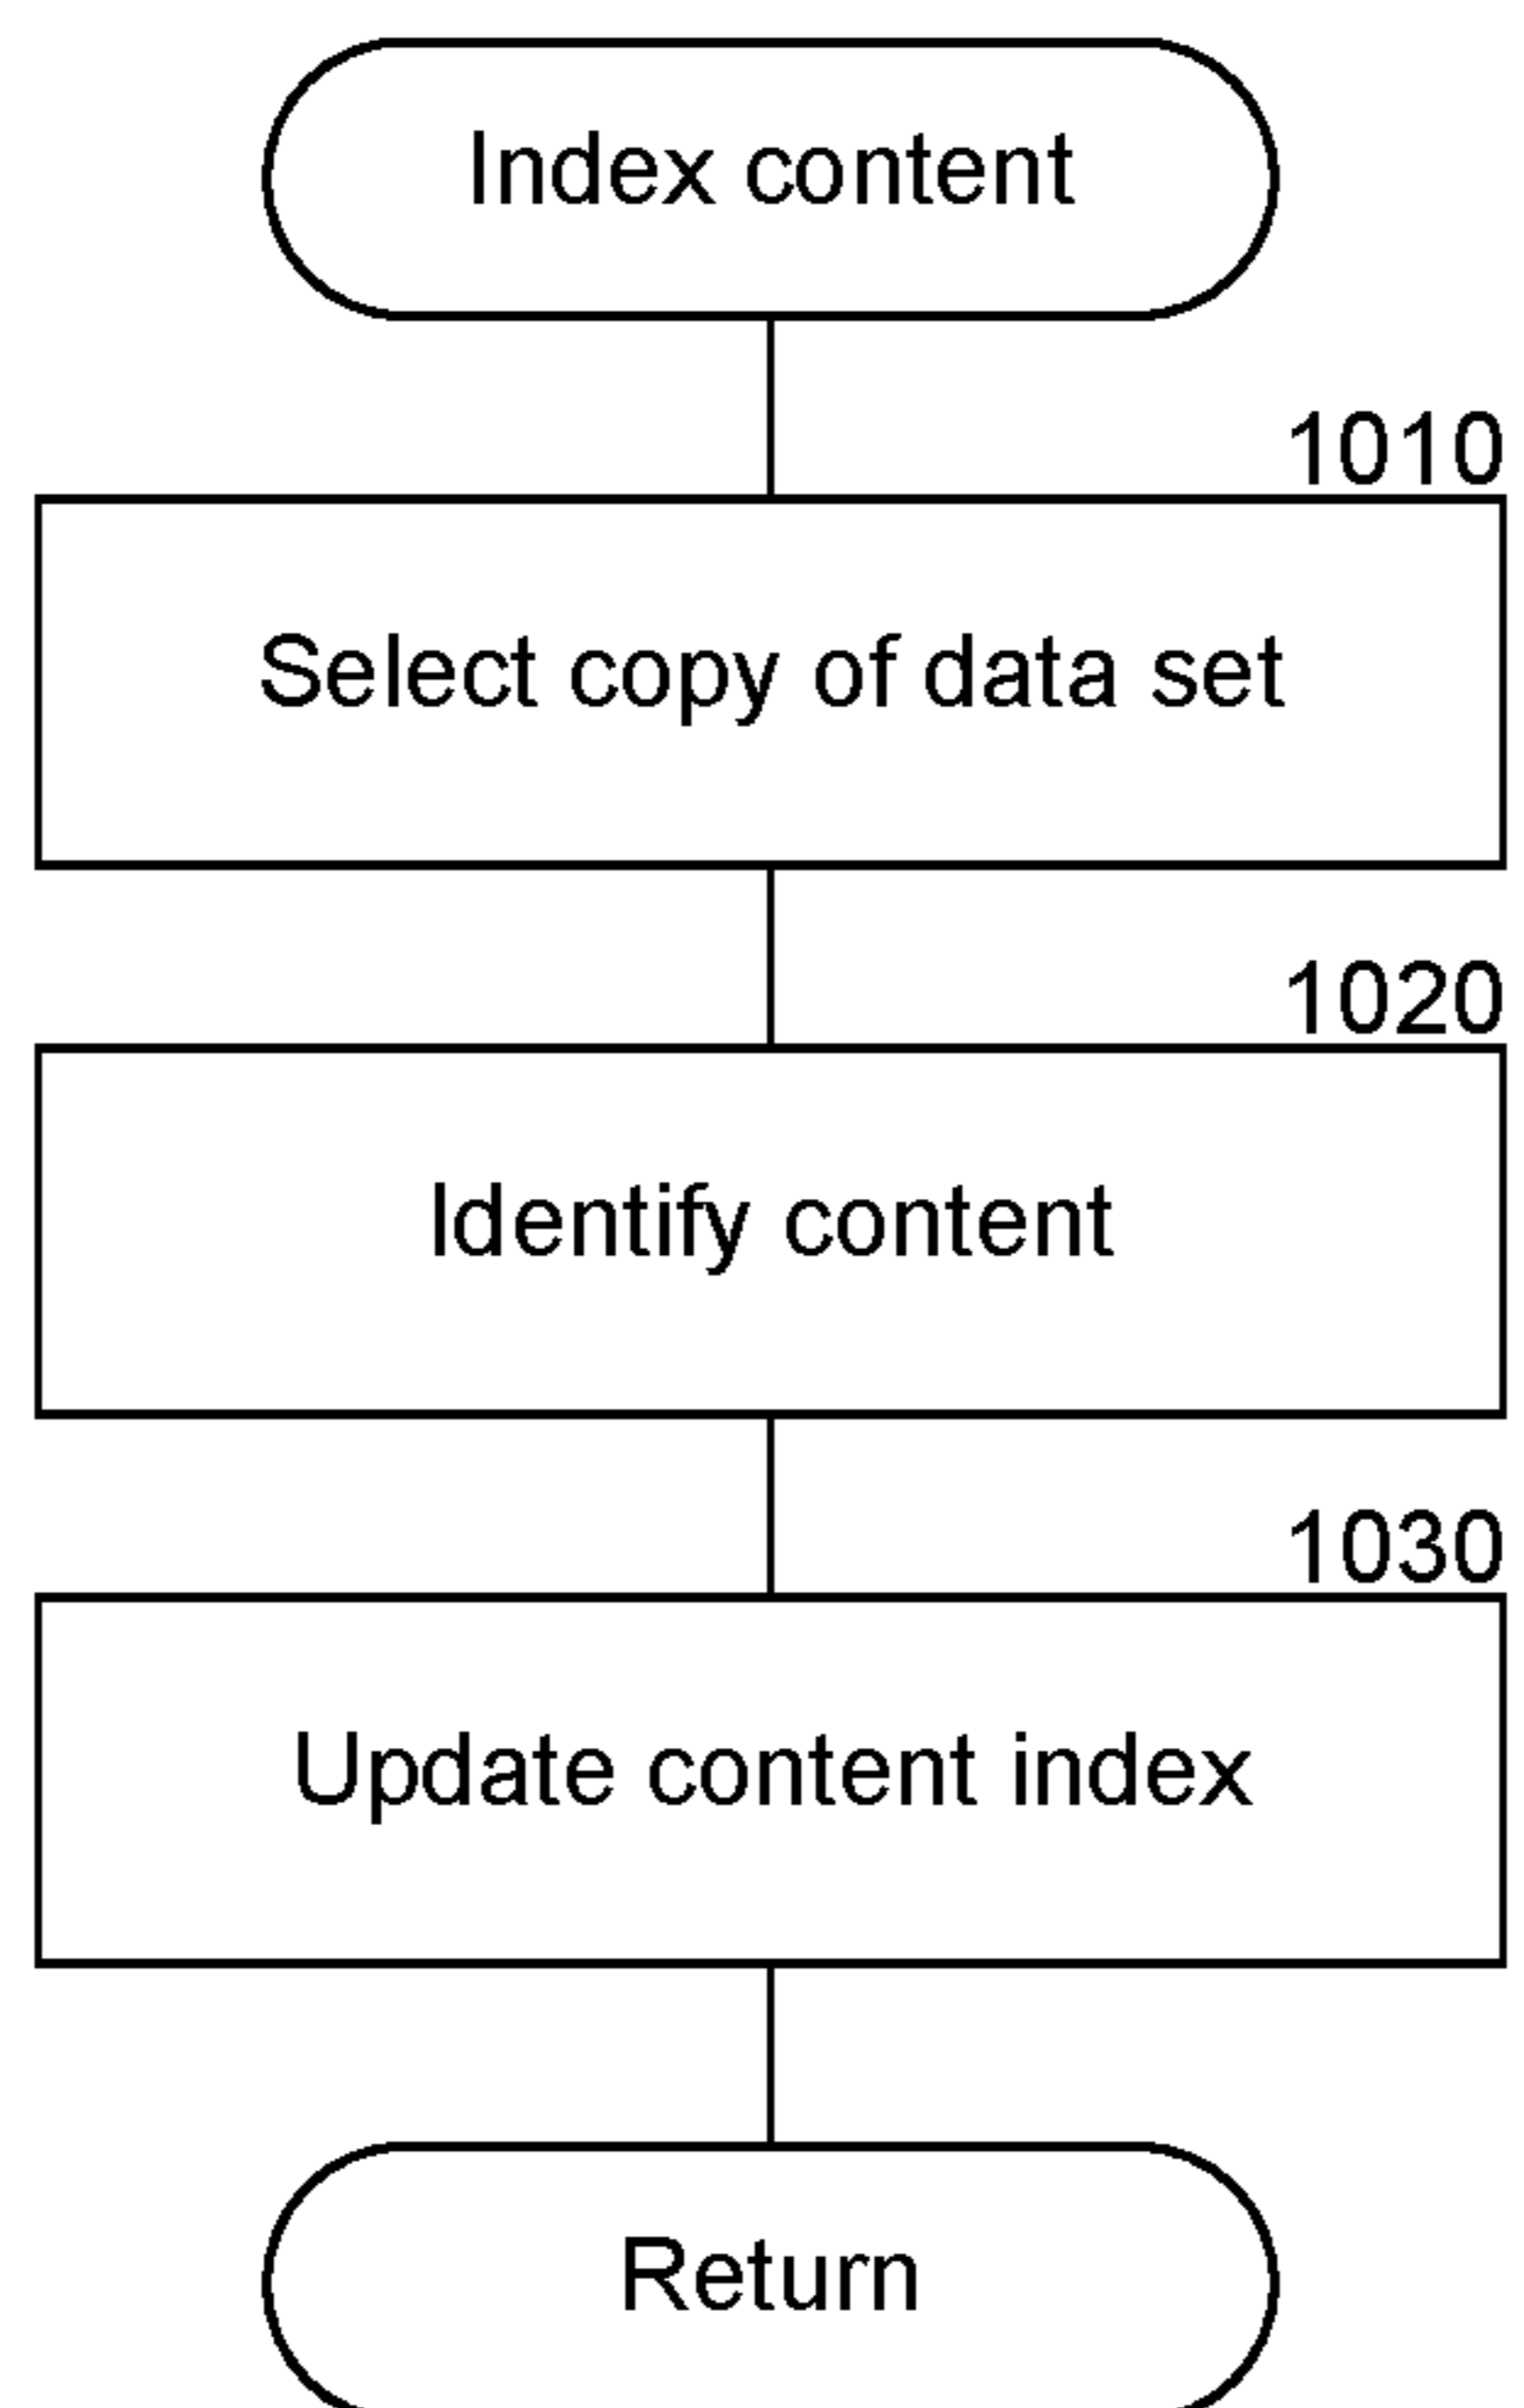 Index content
1010
Select copy of data set
1020
Identify content
1030
Update content index
Return